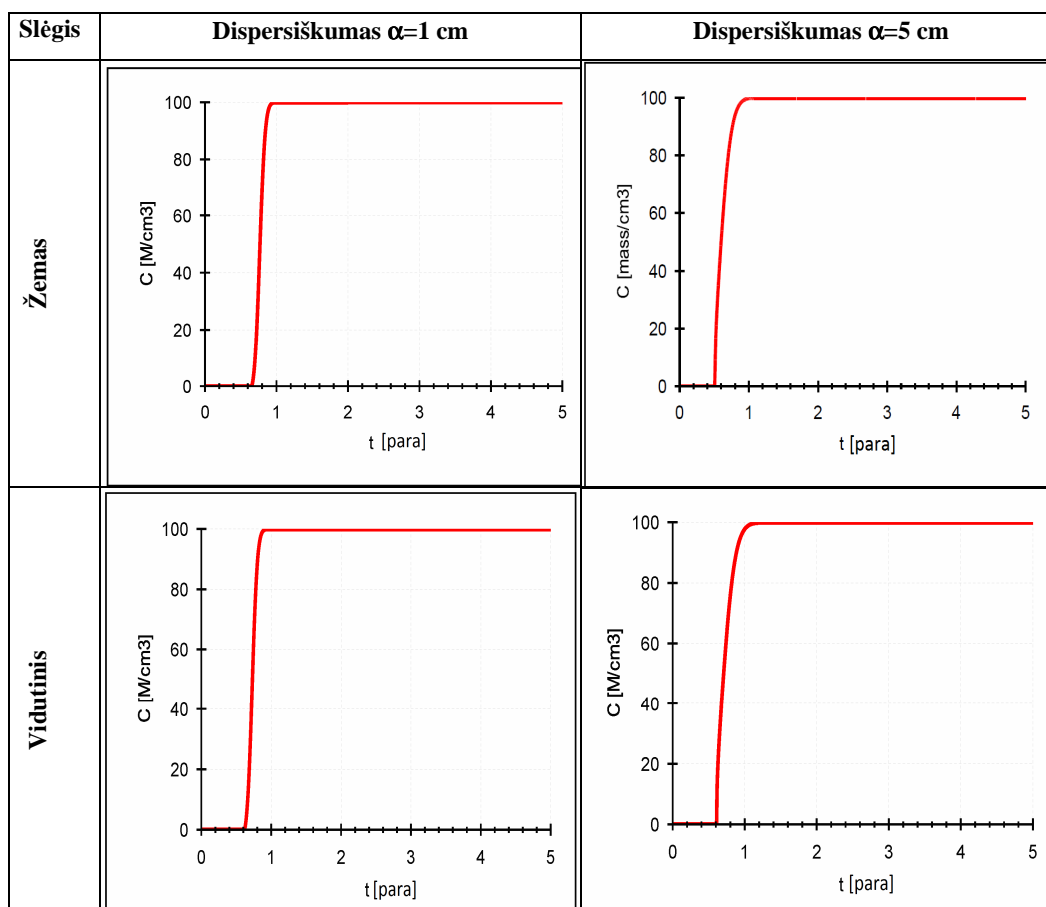 Slėgis
Dispersiškumas α=1 cm
Dispersiškumas α=5 cm
Žemas
C [M/cm3]
100
80
60
40
20
0
0 1 2 3 4 5
t [para]
C [mass/cm3]
100
80
60
40
20
0
0 1 2 3 4 5
t [para]
Vidutinis
C [M/cm3]
100
80
60
40
20
0
0 1 2 3 4 5
t [para]
C [M/cm3]
100
80
60
40
20
0
0 1 2 3 4 5
t [para]